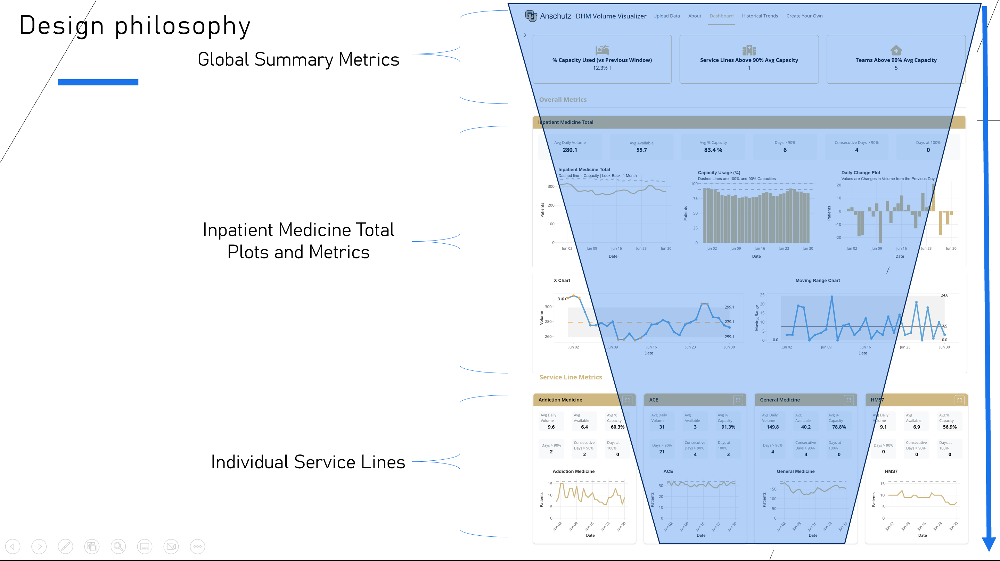 Design philosophy
Global Summary Metrics
Inpatient Medicine Total
Plots and Metrics
Individual Service Lines
Anschutz DHM Volume Visualizer Upload Data About Dashboard Historical Trends Create Your Own
% Capacity Used (vs Previous Window)
12.3% ↑
Service Lines Above 90% Avg Capacity
1
Teams Above 90% Avg Capacity
5
Overall Metrics
Inpatient Medicine Total
Avg Daily Volume
280.1
Avg Available
55.7
Avg % Capacity
83.4 %
Days > 90%
6
Consecutive Days > 90%
4
Days at 100%
0
Inpatient Medicine Total
Dashed line = Capacity | Look-Back: 1 Month
300
200
100
0
Patients
Jun 02 Jun 09 Jun 16 Jun 23 Jun 30
Date
Capacity Usage (%)
Dashed Lines are 100% and 90% Capacities
100
75
50
25
0
Patients
Jun 02 Jun 09 Jun 16 Jun 23 Jun 30
Date
Daily Change Plot
Values are Changes in Volume from the Previous Day
20
10
0
-10
-20
Patients
Jun 02 Jun 09 Jun 16 Jun 23 Jun 30
Date
X Chart
310.0
300
280
260
Volume
299.1
279.1
259.1
Jun 02 Jun 09 Jun 16 Jun 23 Jun 30
Date
Moving Range Chart
25
20
15
10
5
0
Moving Range
0.0
24.6
7.5
0.0
Jun 02 Jun 09 Jun 16 Jun 23 Jun 30
Date
Service Line Metrics
Addiction Medicine
Avg Daily
Volume
9.6
Avg
Available
6.4
Avg %
Capacity
60.3%
Days > 90%
2
Consecutive
Days > 90%
2
Days at
100%
0
Addiction Medicine
15
10
5
0
Patients
Jun 02 Jun 09 Jun 16 Jun 23 Jun 30
Date
ACE
Avg Daily
Volume
31
Avg
Available
3
Avg %
Capacity
91.3%
Days > 90%
21
Consecutive
Days > 90%
4
Days at
100%
3
ACE
30
20
10
0
Patients
Jun 02 Jun 09 Jun 16 Jun 23 Jun 30
Date
General Medicine
Avg Daily
Volume
149.8
Avg
Available
40.2
Avg %
Capacity
78.8%
Days > 90%
4
Consecutive
Days > 90%
4
Days at
100%
0
General Medicine
150
100
50
0
Patients
Jun 02 Jun 09 Jun 16 Jun 23 Jun 30
Date
HMS7
Avg Daily
Volume
9.1
Avg
Available
6.9
Avg %
Capacity
56.9%
Days > 90%
0
Consecutive
Days > 90%
0
Days at
100%
0
HMS7
15
10
5
0
Patients
Jun 02 Jun 09 Jun 16 Jun 23 Jun 30
Date